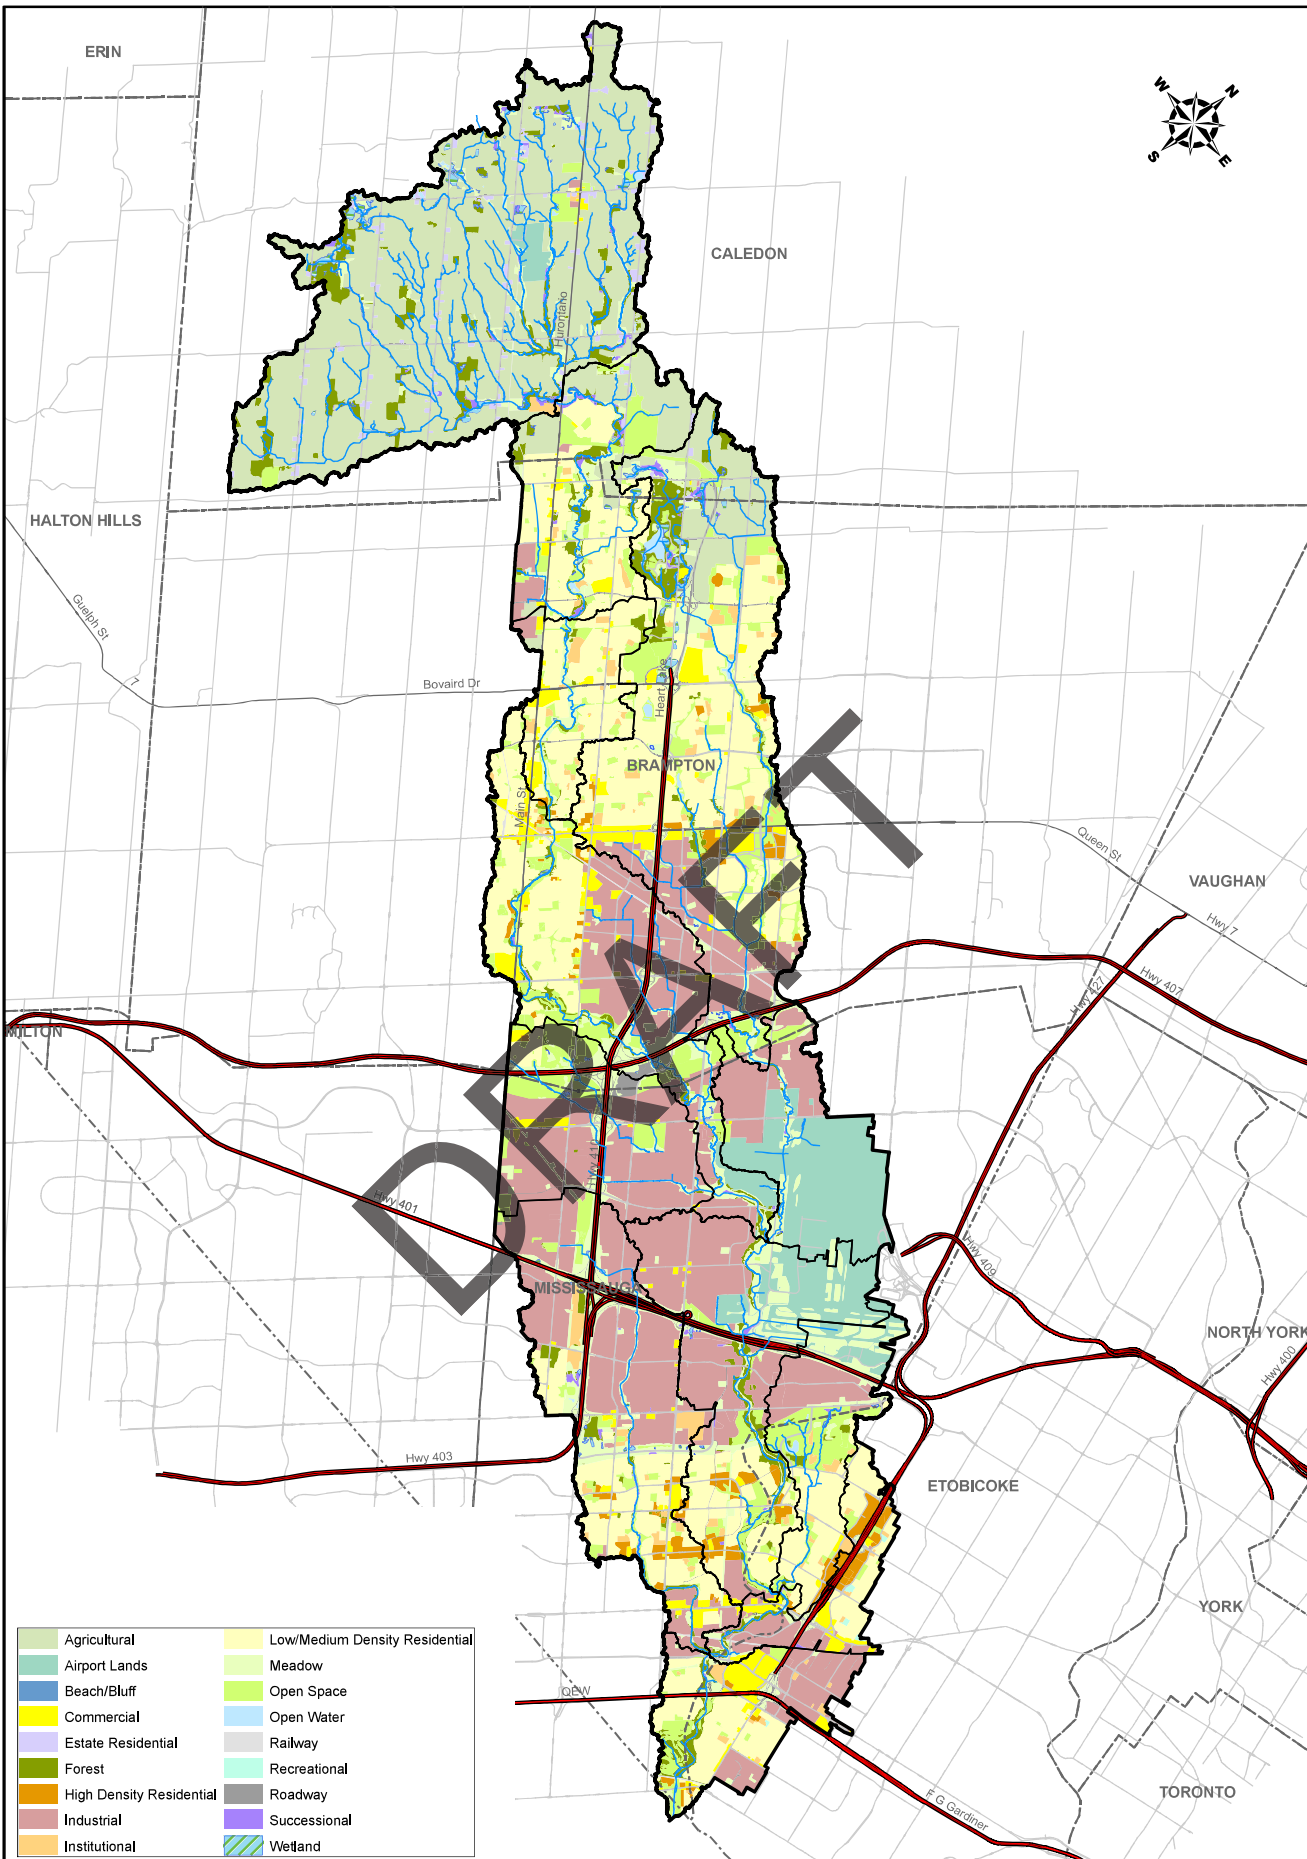 ERIN
W
N
S
E
CALEDON
Hurontario
HALTON HILLS
Guelph St
7
Bovaird Dr
Heart Lake
BRAMPTON
Main St
Queen St
VAUGHAN
Hwy 7
Hwy 407
Hwy 427
MILTON
DRAFT
Hwy 410
Hwy 401
Hwy 409
MISSISSAUGA
NORTH YORK
Hwy 400
Hwy 403
ETOBICOKE
YORK
QEW
F G Gardiner
TORONTO
Agricultural
Airport Lands
Beach/Bluff
Commercial
Estate Residential
Forest
High Density Residential
Industrial
Institutional
Low/Medium Density Residential
Meadow
Open Space
Open Water
Railway
Recreational
Roadway
Successional
Wetland